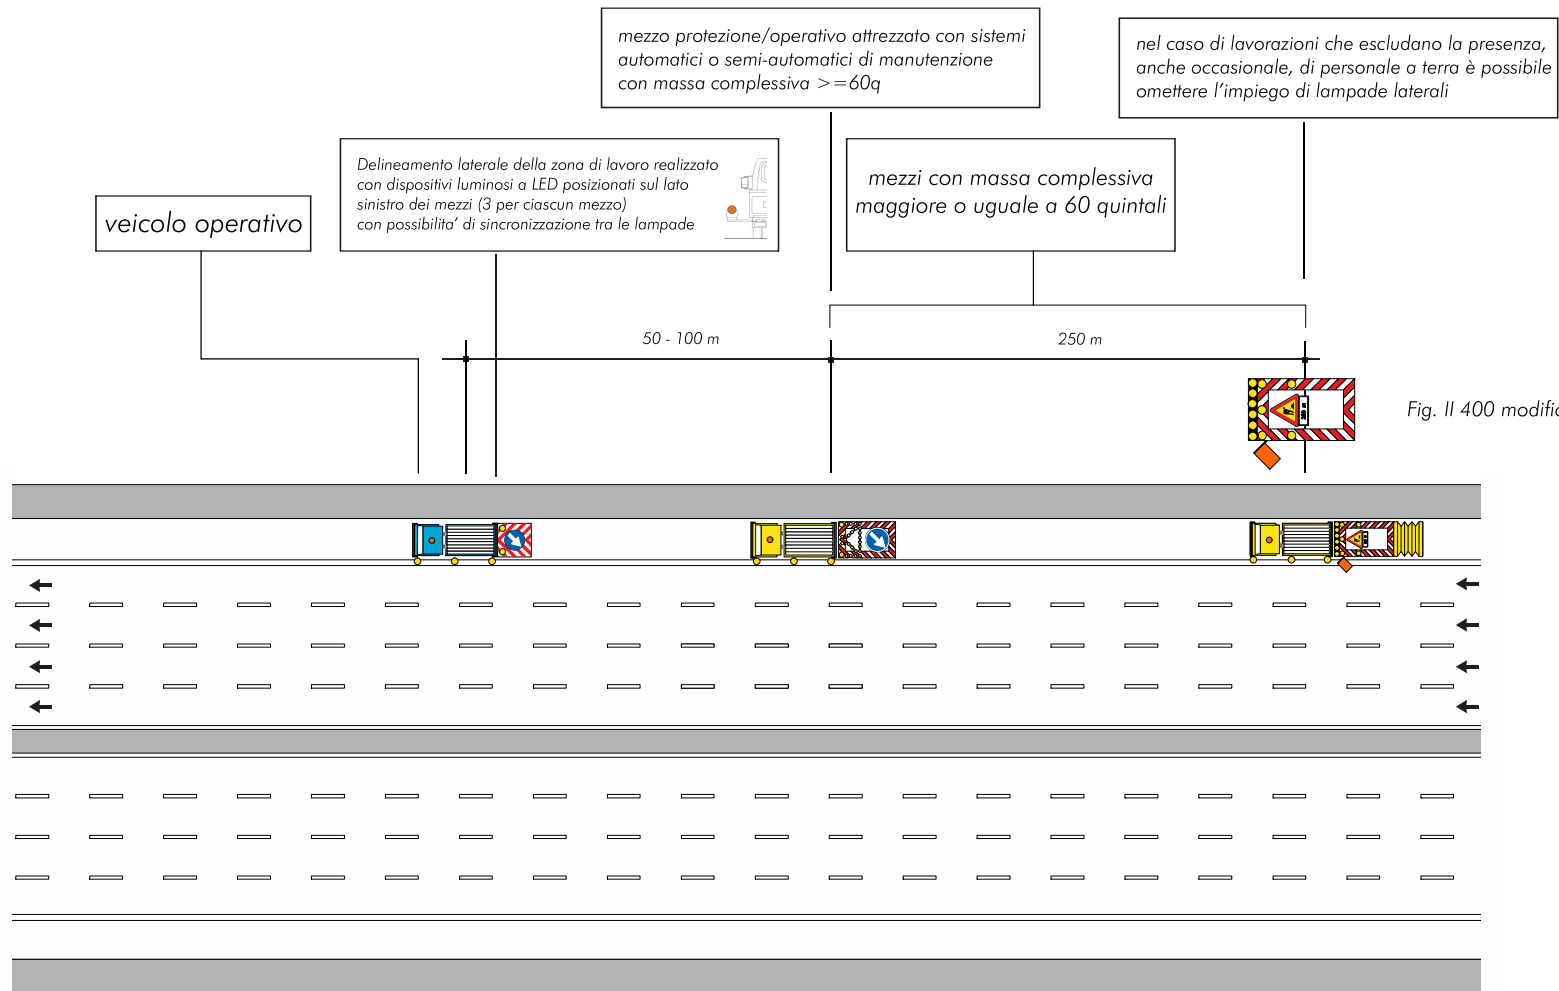 mezzo protezione/operativo attrezzato con sistemi
automatici o semi-automatici di manutenzione
con massa complessiva >=60q
nel caso di lavorazioni che escludano la presenza,
anche occasionale, di personale a terra è possibile
omettere l'impiego di lampade laterali
Delineamento laterale della zona di lavoro realizzato
con dispositivi luminosi a LED posizionati sul lato
sinistro dei mezzi (3 per ciascun mezzo)
con possibilita' di sincronizzazione tra le lampade
mezzi con massa complessiva
maggiore o uguale a 60 quintali
veicolo operativo
50 - 100 m
250 m
Fig. II 400 modific